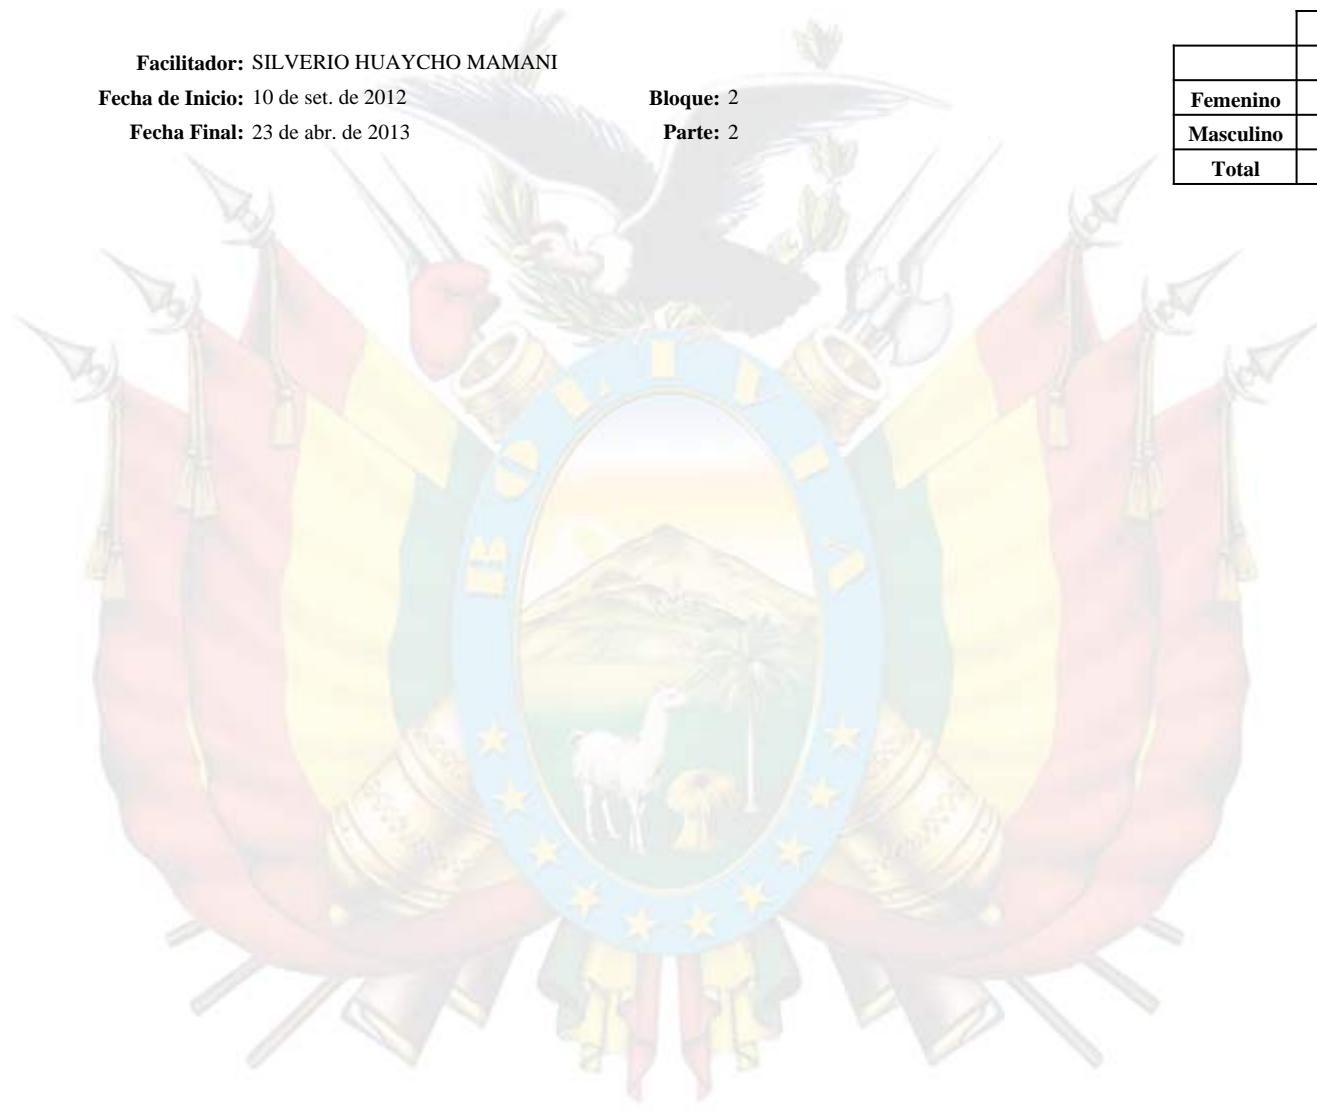 Facilitador: SILVERIO HUAYCHO MAMANI
Fecha de Inicio: 10 de set. de 2012 Bloque: 2
Fecha Final: 23 de abr. de 2013 Parte: 2
Femenino
Masculino
Total
BOLIVIA